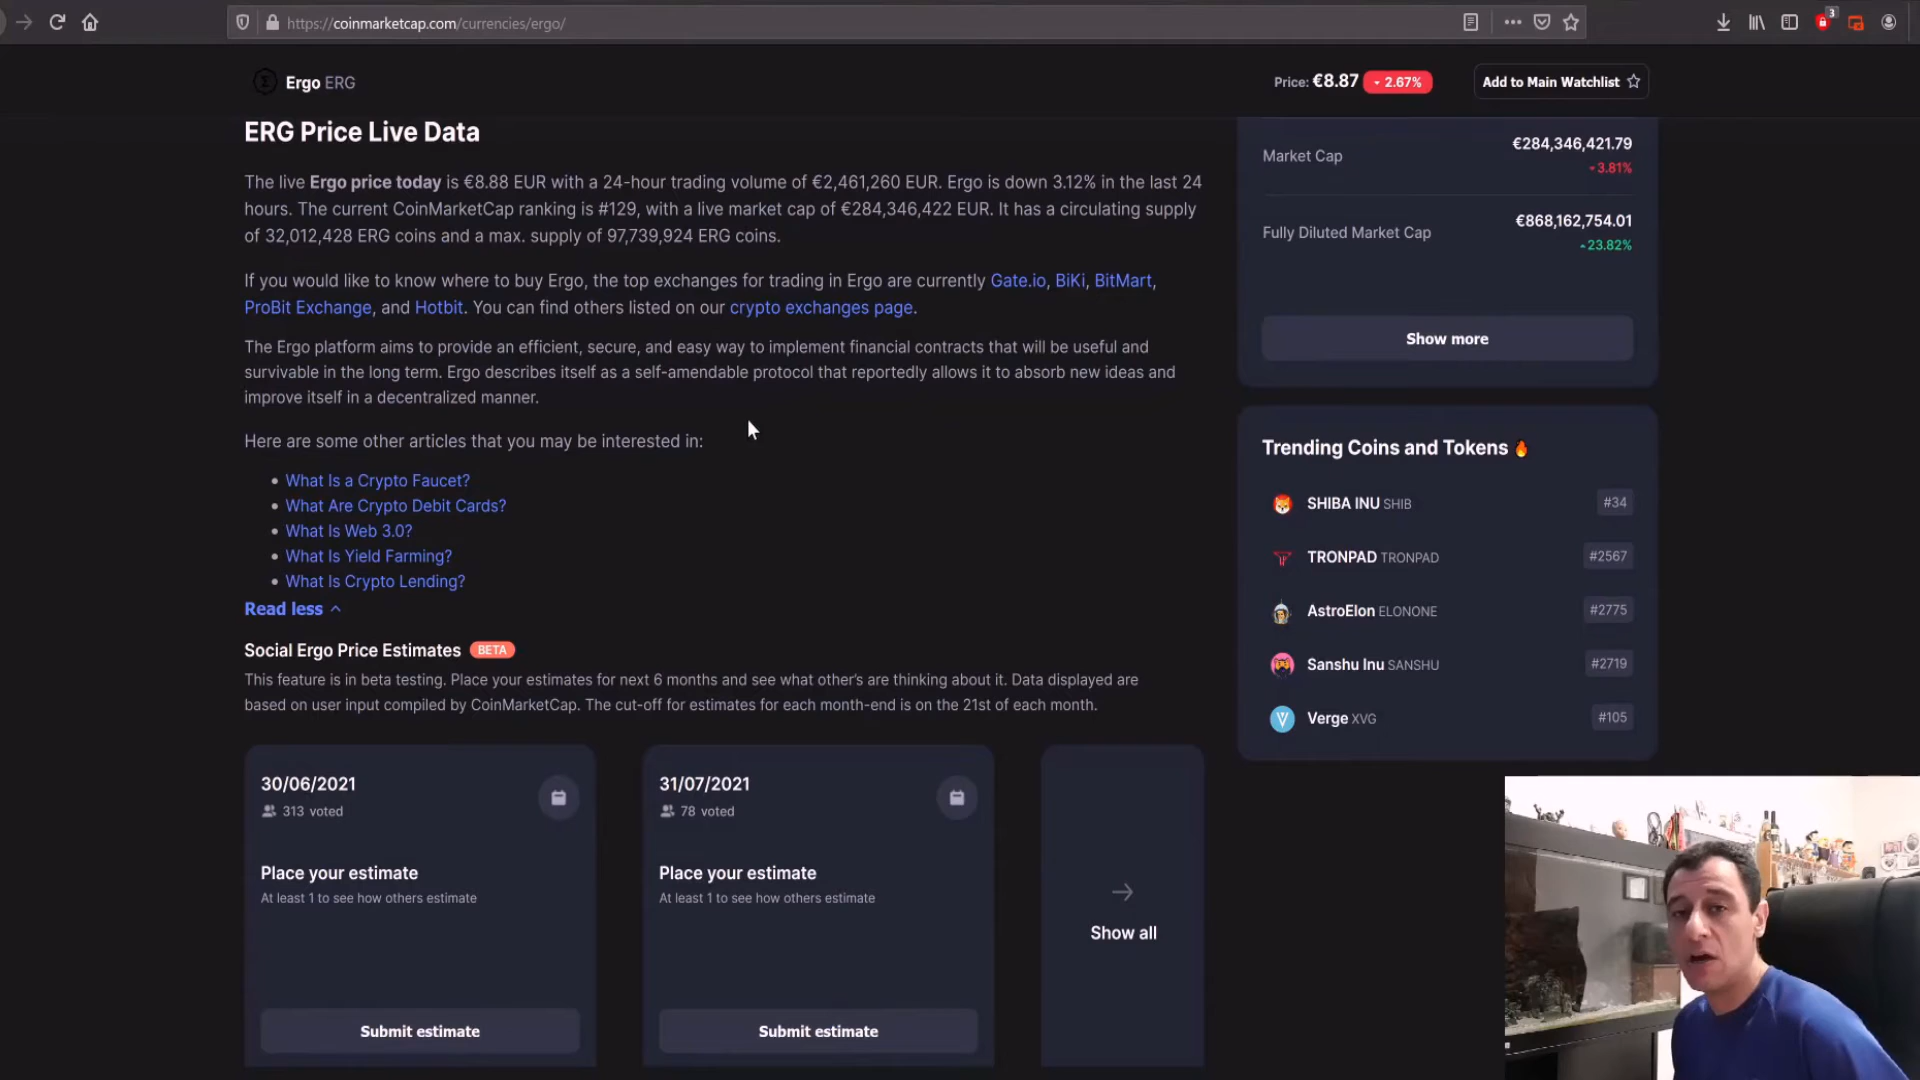 https://coinmarketcap.com/currencies/ergo/
3
Ergo ERG
Price: €8.87 2.67%
Add to Main Watchlist
ERG Price Live Data
The live Ergo price today is €8.88 EUR with a 24-hour trading volume of €2,461,260 EUR. Ergo is down 3.12% in the last 24
hours. The current CoinMarketCap ranking is #129, with a live market cap of €284,346,422 EUR. It has a circulating supply
of 32,012,428 ERG coins and a max. supply of 97,739,924 ERG coins.
If you would like to know where to buy Ergo, the top exchanges for trading in Ergo are currently Gate.io, BiKi, BitMart,
ProBit Exchange, and Hotbit. You can find others listed on our crypto exchanges page.
The Ergo platform aims to provide an efficient, secure, and easy way to implement financial contracts that will be useful and
survivable in the long term. Ergo describes itself as a self-amendable protocol that reportedly allows it to absorb new ideas and
improve itself in a decentralized manner.
Here are some other articles that you may be interested in:
What Is a Crypto Faucet?
What Are Crypto Debit Cards?
What Is Web 3.0?
What Is Yield Farming?
What Is Crypto Lending?
Read less
Social Ergo Price Estimates BETA
This feature is in beta testing. Place your estimates for next 6 months and see what other's are thinking about it. Data displayed are
based on user input compiled by CoinMarketCap. The cut-off for estimates for each month-end is on the 21st of each month.
30/06/2021
313 voted
Place your estimate
At least 1 to see how others estimate
Submit estimate
31/07/2021
78 voted
Place your estimate
At least 1 to see how others estimate
Submit estimate
Show all
Market Cap
€284,346,421.79
3.81%
Fully Diluted Market Cap
€868,162,754.01
23.82%
Show more
Trending Coins and Tokens
SHIBA INU SHIB #34
TRONPAD TRONPAD #2567
AstroElon ELONONE #2775
Sanshu Inu SANSHU #2719
Verge XVG #105